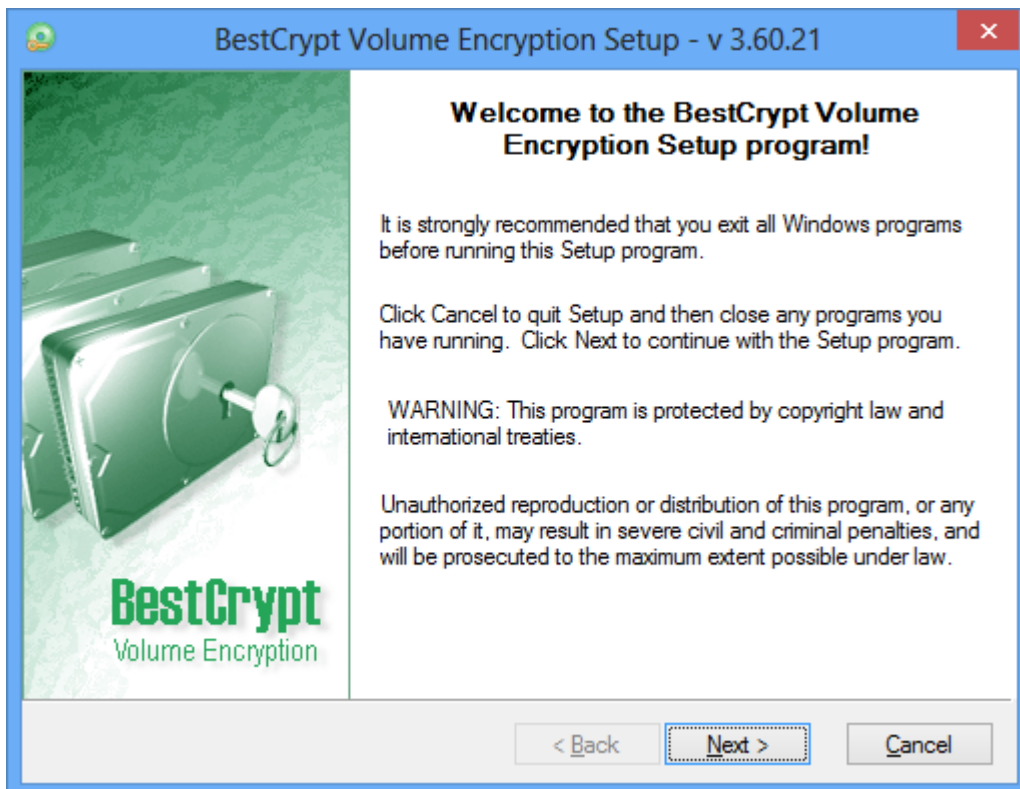 BestCrypt Volume Encryption Setup - v 3.60.21
Welcome to the BestCrypt Volume
Encryption Setup program!
It is strongly recommended that you exit all Windows programs
before running this Setup program.
Click Cancel to quit Setup and then close any programs you
have running. Click Next to continue with the Setup program.
WARNING: This program is protected by copyright law and
international treaties.
Unauthorized reproduction or distribution of this program, or any
portion of it, may result in severe civil and criminal penalties, and
will be prosecuted to the maximum extent possible under law.
BestCrypt
Volume Encryption
< Back Next > Cancel